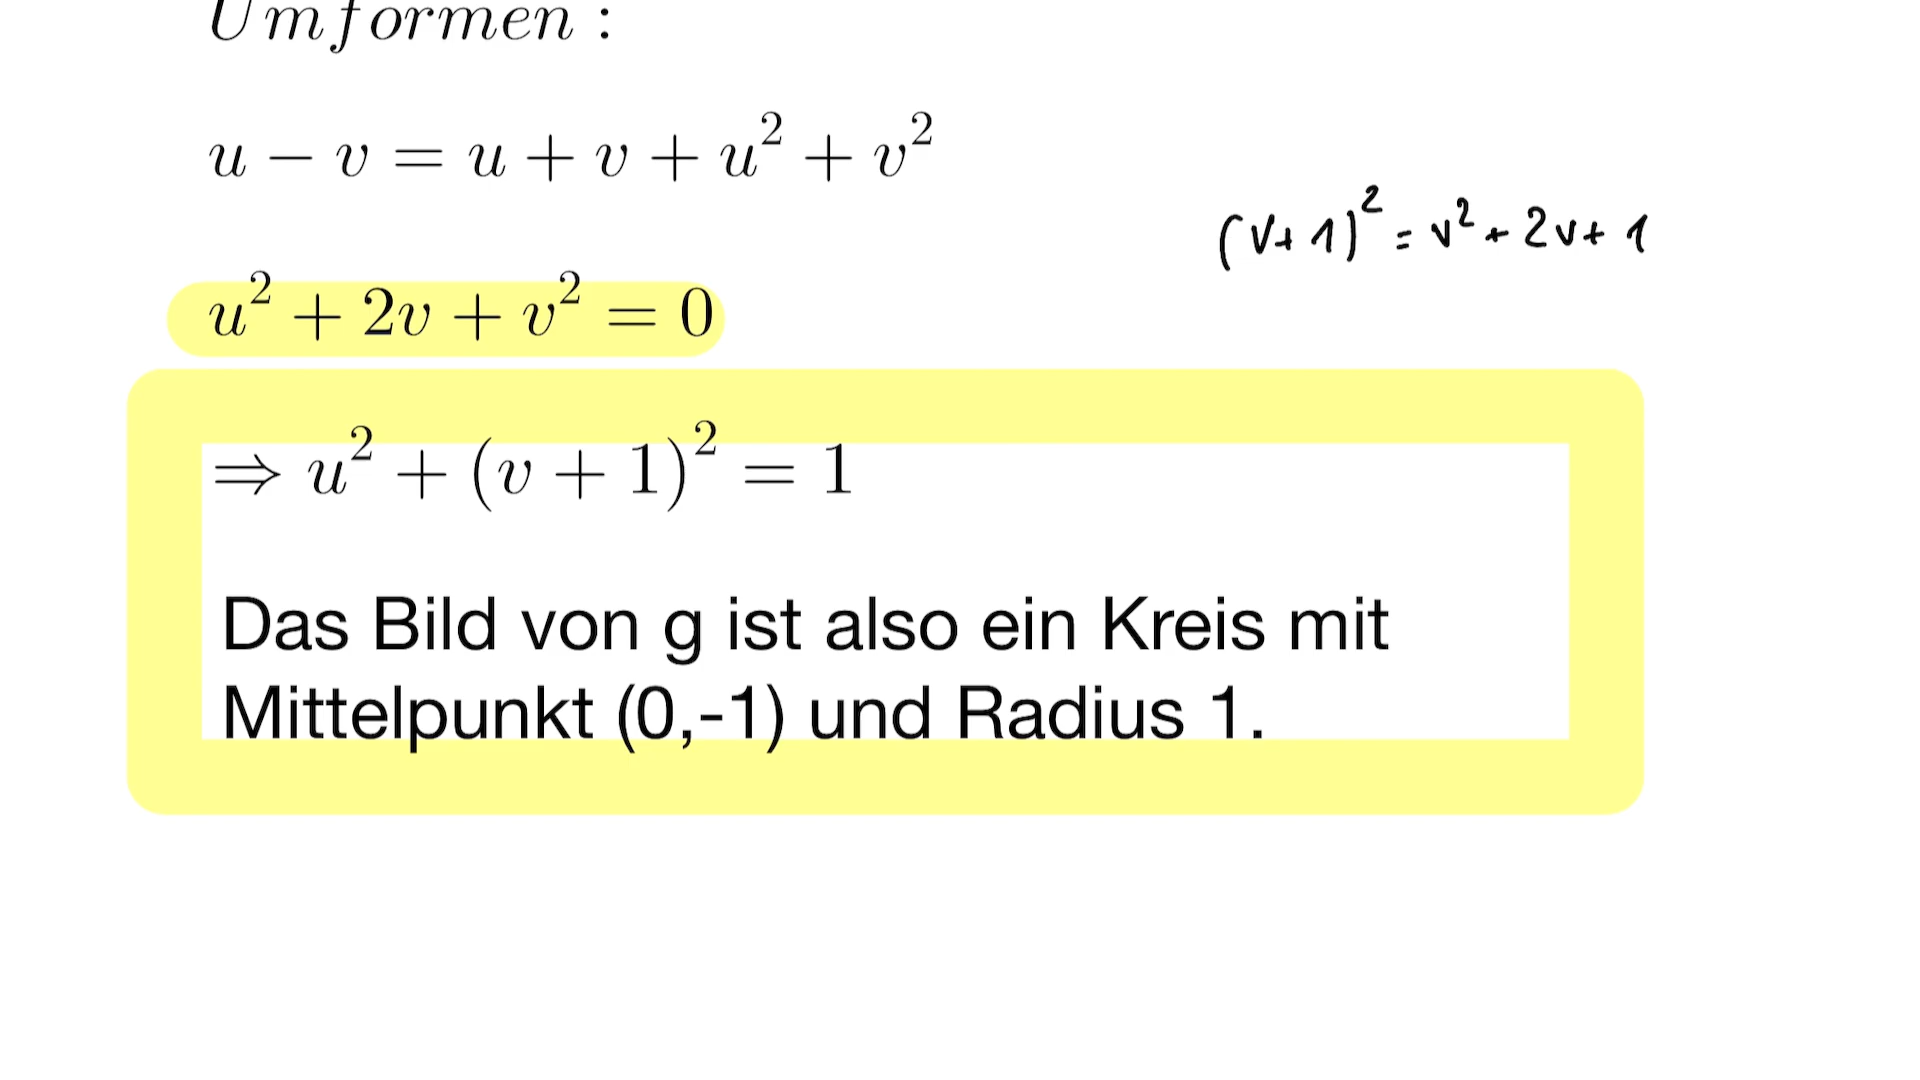 Umformen :
u − v = u + v + u² + v²
(v+1)² = v² + 2v + 1
u² + 2v + v² = 0
⇒ u² + (v + 1)² = 1
Das Bild von g ist also ein Kreis mit
Mittelpunkt (0,-1) und Radius 1.